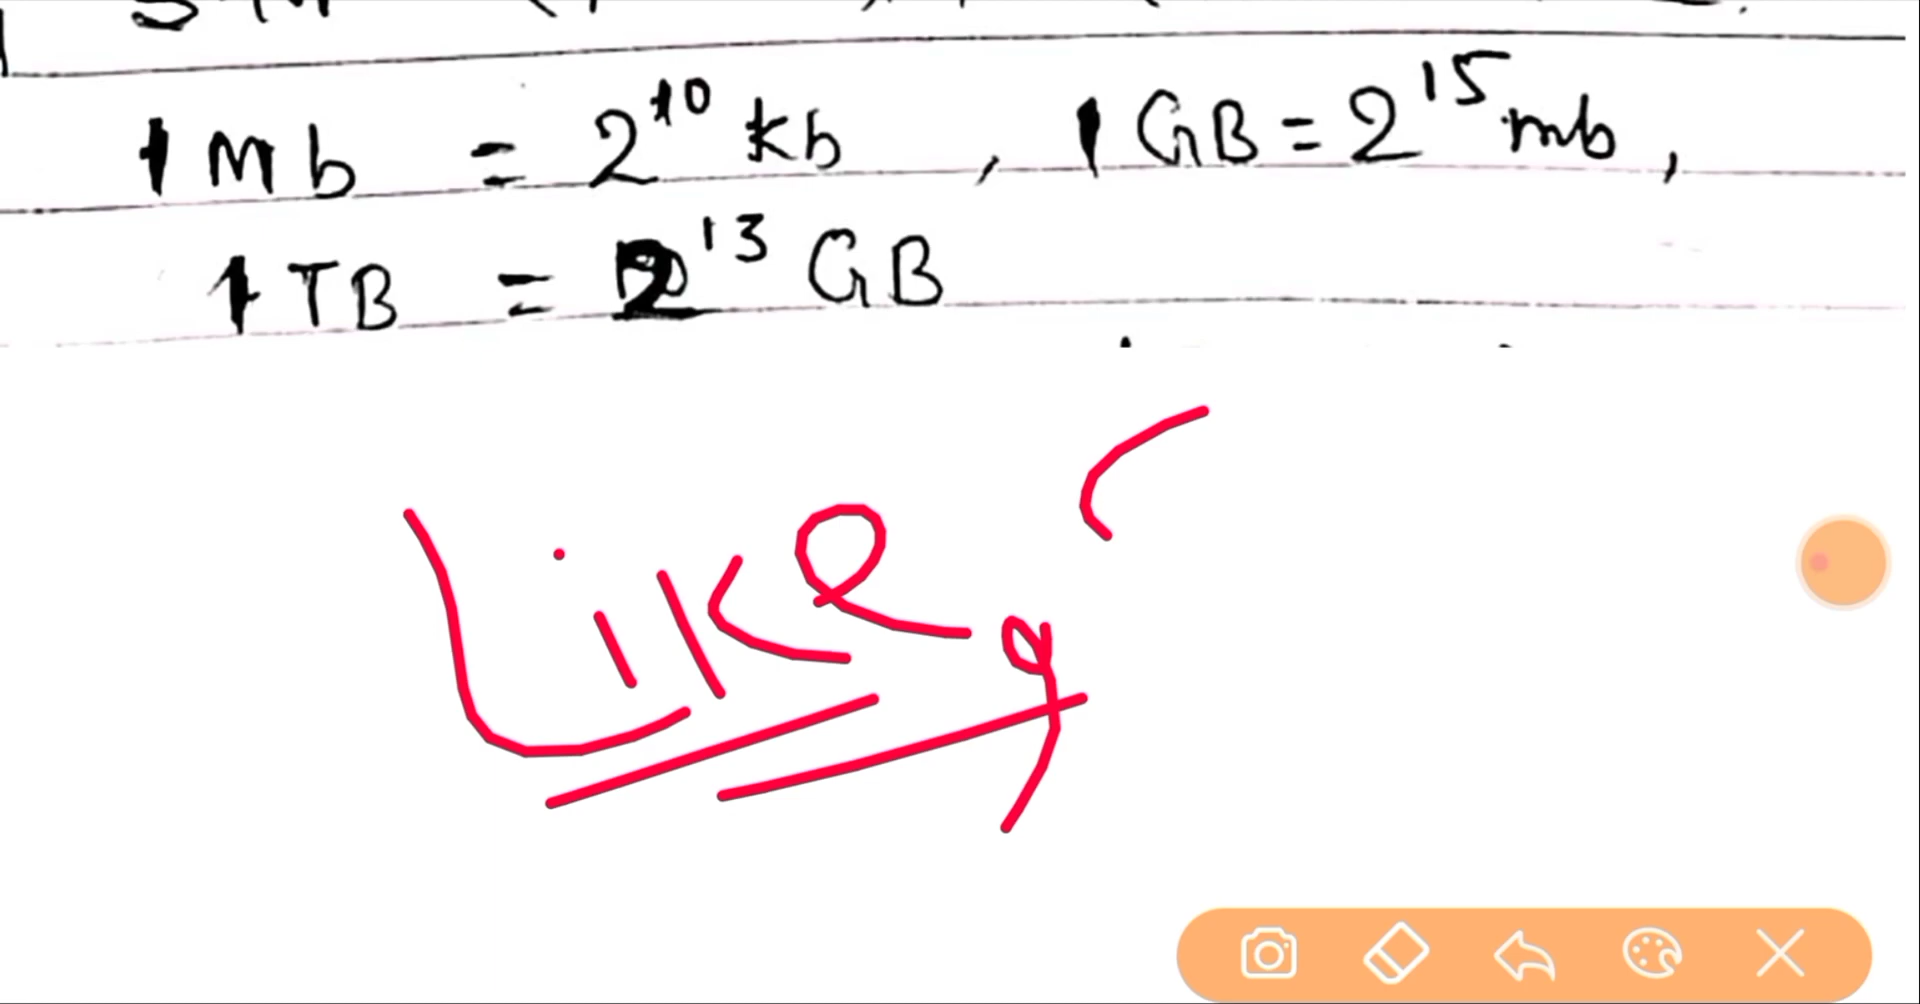 1 Mb = 2^10 kb , 1 GB = 2^15 mb ,
1 TB = 2^13 GB
Like,